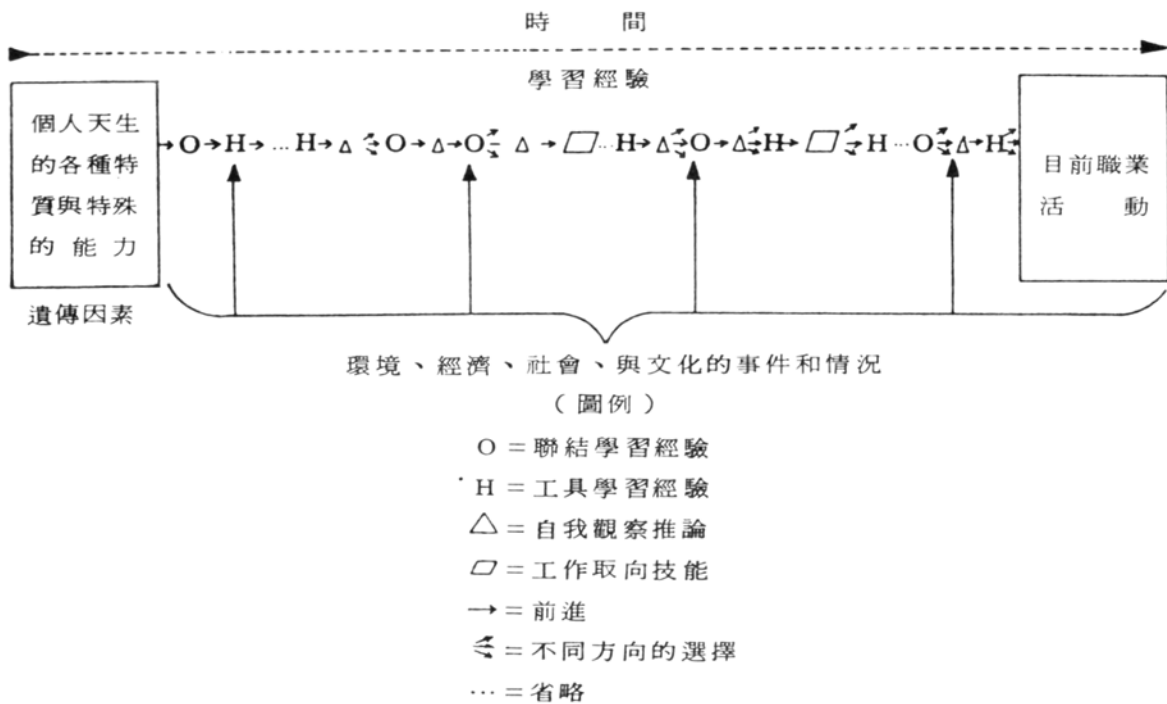 時 間
學習經驗
個人天生
的各種特
質與特殊
的能力
遺傳因素
O H … H △ O △ O △ ▱ … H △ O △ H ▱ H … O △ H
目前職業
活 動
環境、經濟、社會、與文化的事件和情況
（圖例）
O = 聯結學習經驗
H = 工具學習經驗
△ = 自我觀察推論
▱ = 工作取向技能
→ = 前進
= 不同方向的選擇
… = 省略